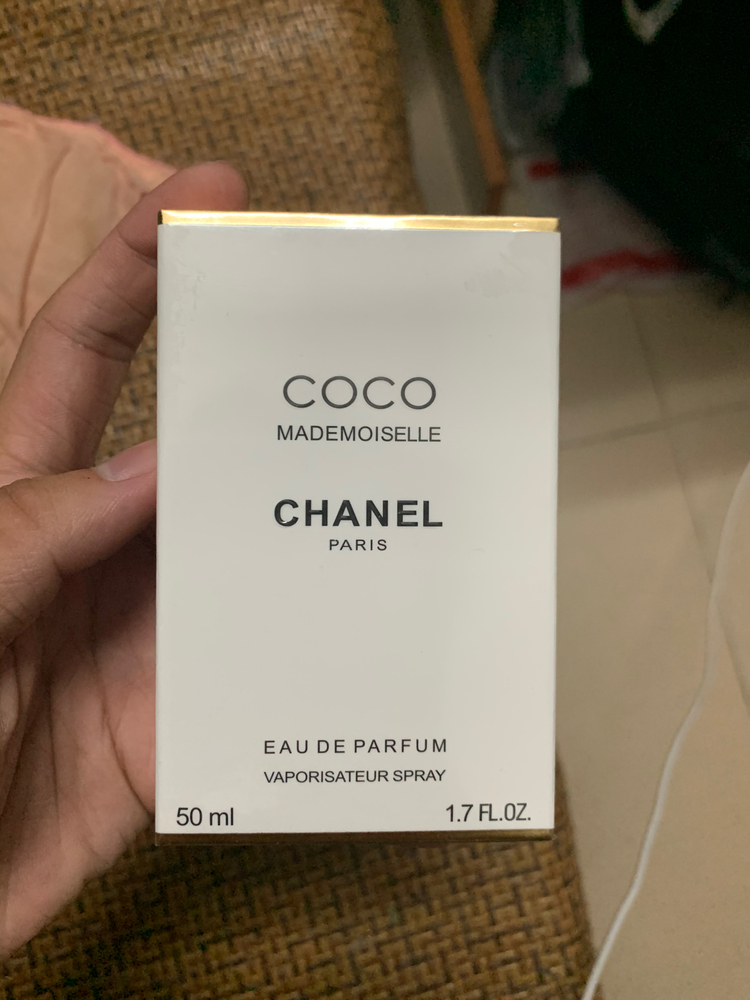 COCO
MADEMOISELLE
CHANEL
PARIS
EAU DE PARFUM
VAPORISATEUR SPRAY
50 ml 1.7 FL.OZ.